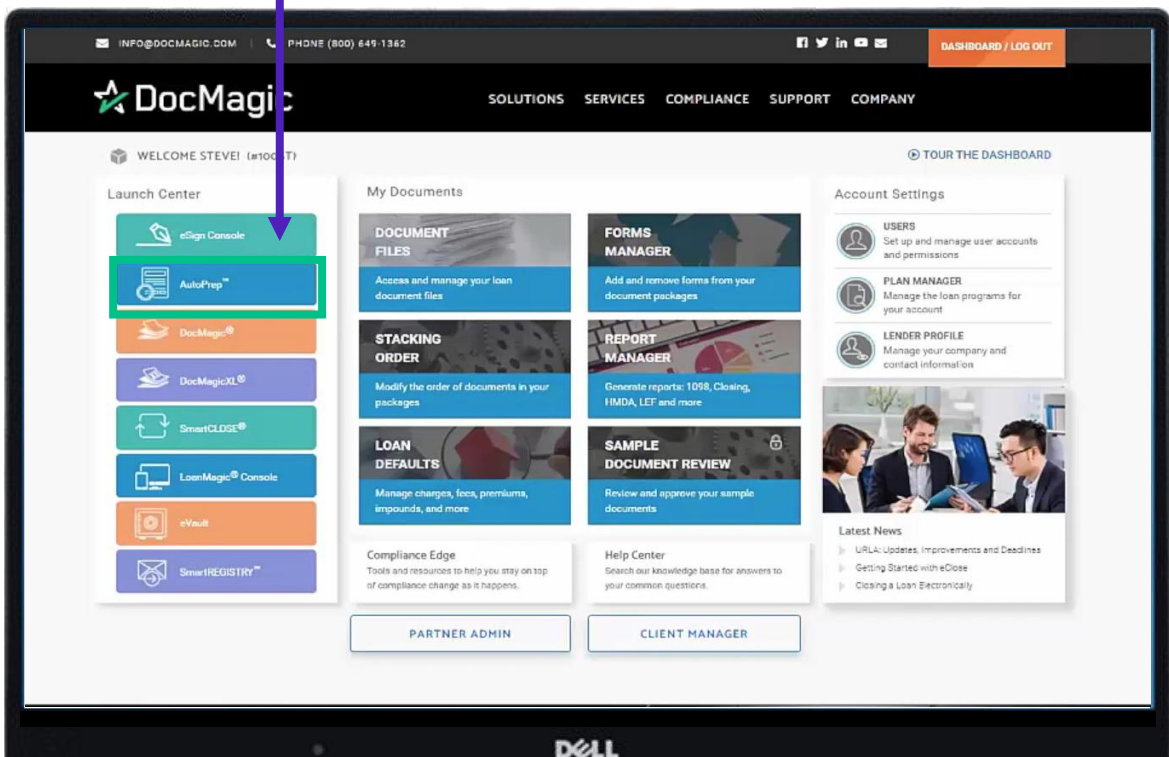 INFO@DOCMAGIC.COM | PHONE (800) 649-1362
DASHBOARD / LOG OUT
DocMagic
SOLUTIONS SERVICES COMPLIANCE SUPPORT COMPANY
WELCOME STEVE!
TOUR THE DASHBOARD
Launch Center
eSign Console
AutoPrep™
DocMagic®
DocMagicXL®
SmartCLOSE®
LoanMagic® Console
eVault
SmartREGISTRY™
My Documents
DOCUMENT
FILES
Access and manage your loan
document files
FORMS
MANAGER
Add and remove forms from your
document packages
STACKING
ORDER
Modify the order of documents in your
packages
REPORT
MANAGER
Generate reports: 1098, Closing,
HMDA, LEF and more
LOAN
DEFAULTS
Manage charges, fees, premiums,
impounds, and more
SAMPLE
DOCUMENT REVIEW
Review and approve your sample
documents
Compliance Edge
Tools and resources to help you stay on top
of compliance change as it happens.
Help Center
Search our knowledge base for answers to
your common questions.
PARTNER ADMIN
CLIENT MANAGER
Account Settings
USERS
Set up and manage user accounts
and permissions
PLAN MANAGER
Manage the loan programs for
your account
LENDER PROFILE
Manage your company and
contact information
Latest News
URLA: Updates, Improvements and Deadlines
Getting Started with eClose
Closing a Loan Electronically
DELL